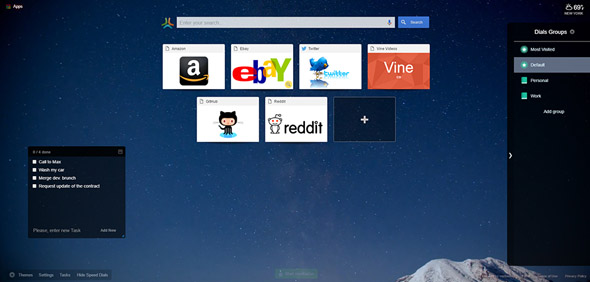 Apps
69°
NEW YORK
Enter your search...
Search
Dials Groups
Most Visited
Default
Personal
Work
Add group
Amazon
Ebay
Twitter
Vine Videos
a
ebaY
twitter
Vine
GitHub
Reddit
reddit
+
0 / 4 done
Call to Max
Wash my car
Merge dev. brunch
Request update of the contract
Please, enter new Task
Add New
Themes
Settings
Tasks
Hide Speed Dials
Privacy Policy